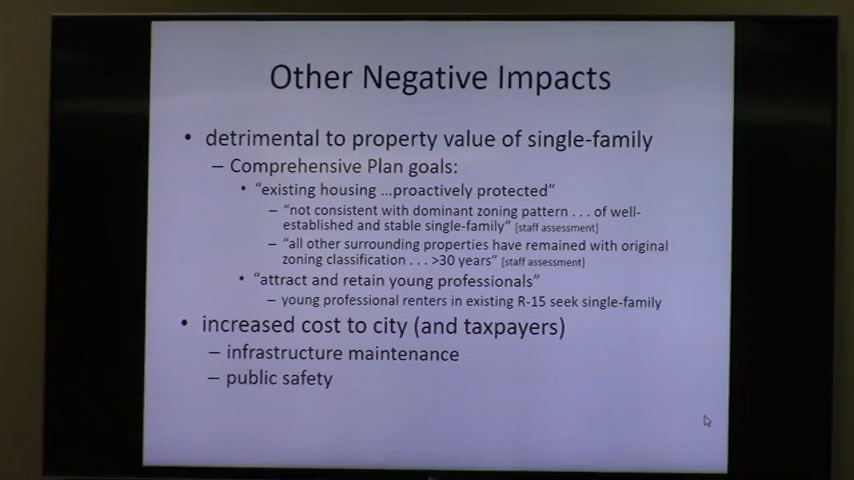 Other Negative Impacts
• detrimental to property value of single-family
– Comprehensive Plan goals:
• “existing housing ...proactively protected”
– “not consistent with dominant zoning pattern . . . of well-
established and stable single-family” [staff assessment]
– “all other surrounding properties have remained with original
zoning classification . . . >30 years” [staff assessment]
• “attract and retain young professionals”
– young professional renters in existing R-15 seek single-family
• increased cost to city (and taxpayers)
– infrastructure maintenance
– public safety